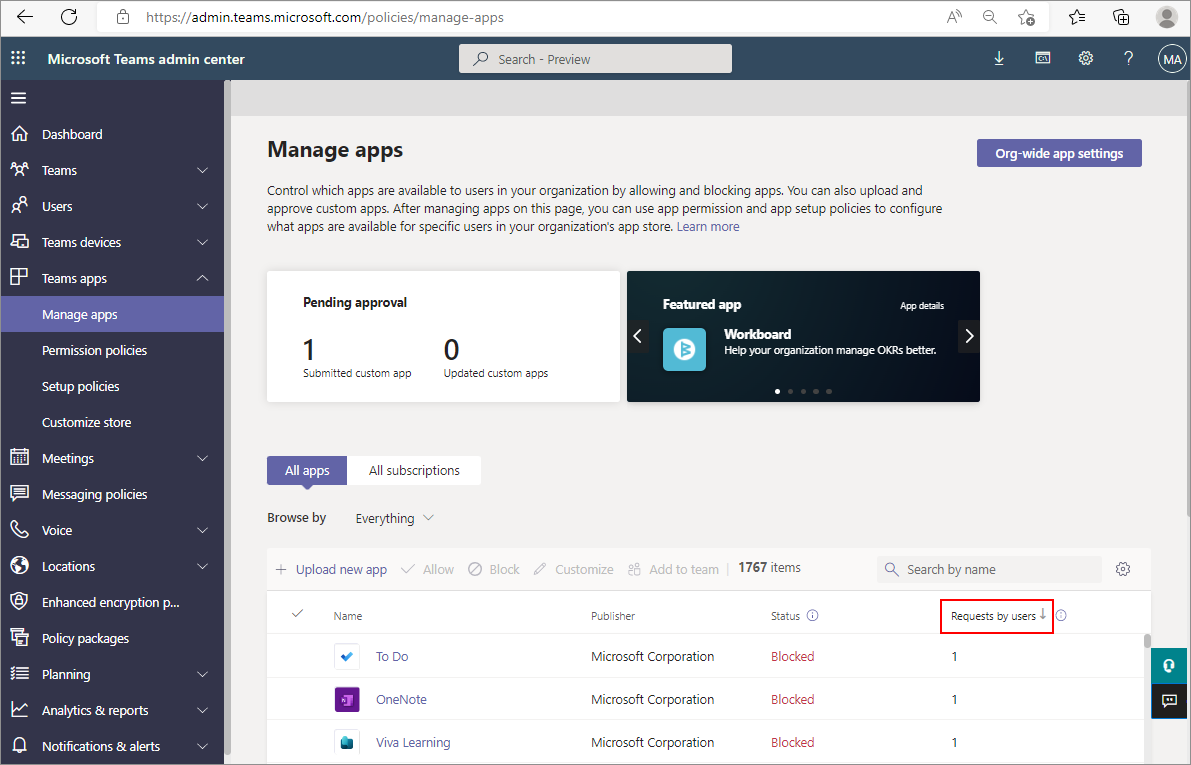 https://admin.teams.microsoft.com/policies/manage-apps
Microsoft Teams admin center
Search - Preview
MA
Dashboard
Teams
Users
Teams devices
Teams apps
Manage apps
Permission policies
Setup policies
Customize store
Meetings
Messaging policies
Voice
Locations
Enhanced encryption p...
Policy packages
Planning
Analytics & reports
Notifications & alerts
Manage apps
Org-wide app settings
Control which apps are available to users in your organization by allowing and blocking apps. You can also upload and
approve custom apps. After managing apps on this page, you can use app permission and app setup policies to configure
what apps are available for specific users in your organization's app store. Learn more
Pending approval
1 0
Submitted custom app Updated custom apps
Featured app App details
Workboard
Help your organization manage OKRs better.
All apps All subscriptions
Browse by Everything
+ Upload new app Allow Block Customize Add to team | 1767 items Search by name
Name Publisher Status Requests by users ↓
To Do Microsoft Corporation Blocked 1
OneNote Microsoft Corporation Blocked 1
Viva Learning Microsoft Corporation Blocked 1